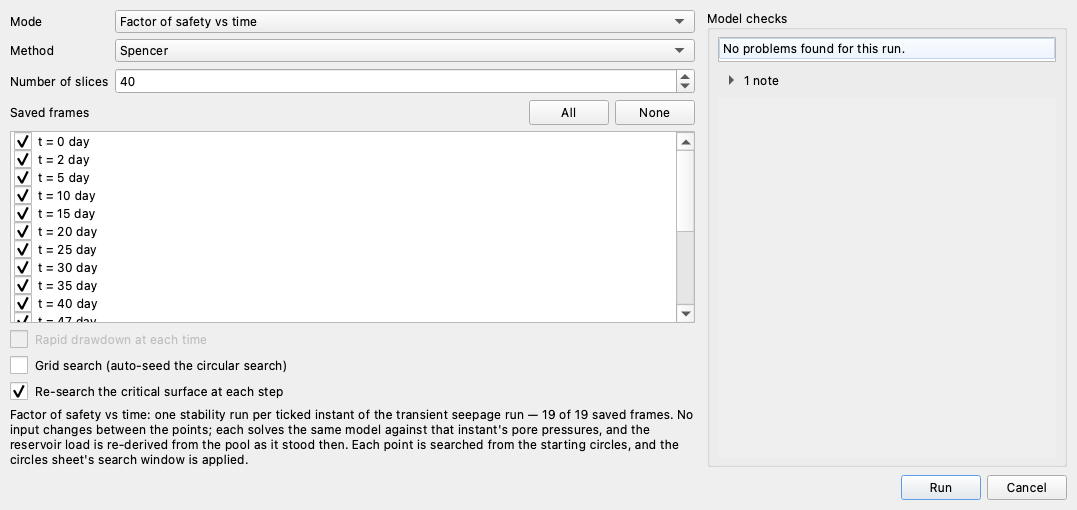 Mode
Factor of safety vs time
Method
Spencer
Number of slices
40
Saved frames
All
None
t = 0 day
t = 2 day
t = 5 day
t = 10 day
t = 15 day
t = 20 day
t = 25 day
t = 30 day
t = 35 day
t = 40 day
t = 47 day
Rapid drawdown at each time
Grid search (auto-seed the circular search)
Re-search the critical surface at each step
Factor of safety vs time: one stability run per ticked instant of the transient seepage run — 19 of 19 saved frames. No
input changes between the points; each solves the same model against that instant's pore pressures, and the
reservoir load is re-derived from the pool as it stood then. Each point is searched from the starting circles, and the
circles sheet's search window is applied.
Model checks
No problems found for this run.
1 note
Run
Cancel